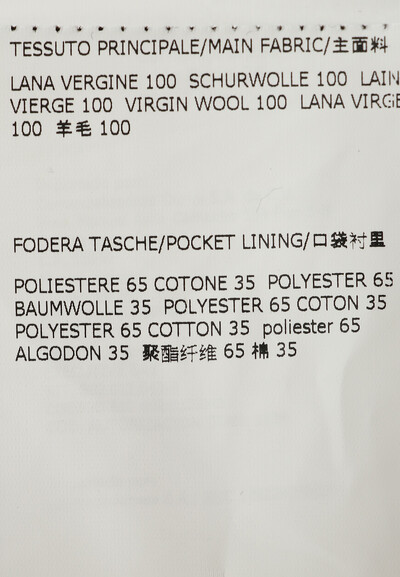 TESSUTO PRINCIPALE/MAIN FABRIC/主面料
LANA VERGINE 100 SCHURWOLLE 100 LAIN
VIERGE 100 VIRGIN WOOL 100 LANA VIRGE
100 羊毛 100
FODERA TASCHE/POCKET LINING/口袋衬里
POLIESTERE 65 COTONE 35 POLYESTER 65
BAUMWOLLE 35 POLYESTER 65 COTON 35
POLYESTER 65 COTTON 35 poliester 65
ALGODON 35 聚酯纤维 65 棉 35